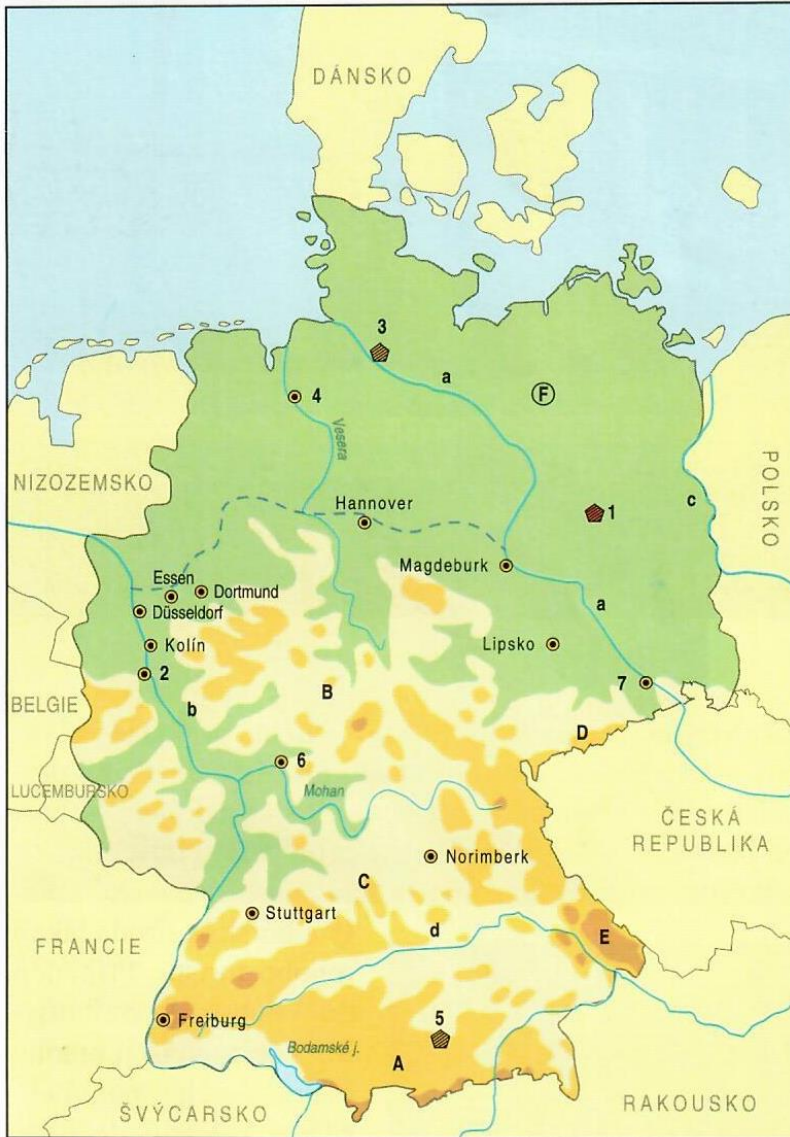 DÁNSKO
3
a
F
4
Vesera
NIZOZEMSKO
POLSKO
c
Hannover
1
Magdeburk
Essen
Dortmund
Düsseldorf
a
Kolín
Lipsko
2
7
BELGIE
b
B
D
6
LUCEMBURSKO
Mohan
ČESKÁ
REPUBLIKA
Norimberk
C
Stuttgart
d
E
FRANCIE
5
Freiburg
Bodamské j.
A
ŠVÝCARSKO
RAKOUSKO